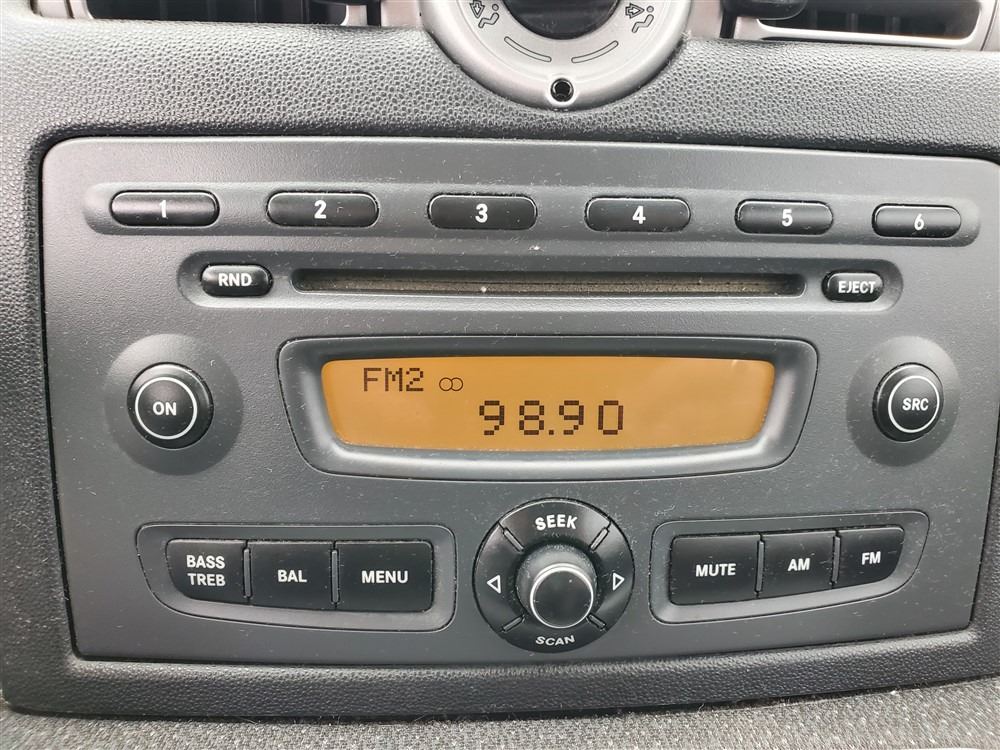 1 2 3 4 5 6
RND EJECT
FM2
98.90
ON SRC
SEEK
BASS
TREB BAL MENU MUTE AM FM
SCAN